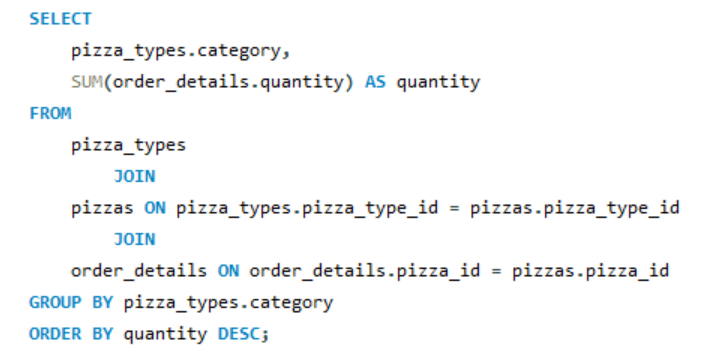 SELECT
pizza_types.category,
SUM(order_details.quantity) AS quantity
FROM
pizza_types
JOIN
pizzas ON pizza_types.pizza_type_id = pizzas.pizza_type_id
JOIN
order_details ON order_details.pizza_id = pizzas.pizza_id
GROUP BY pizza_types.category
ORDER BY quantity DESC;